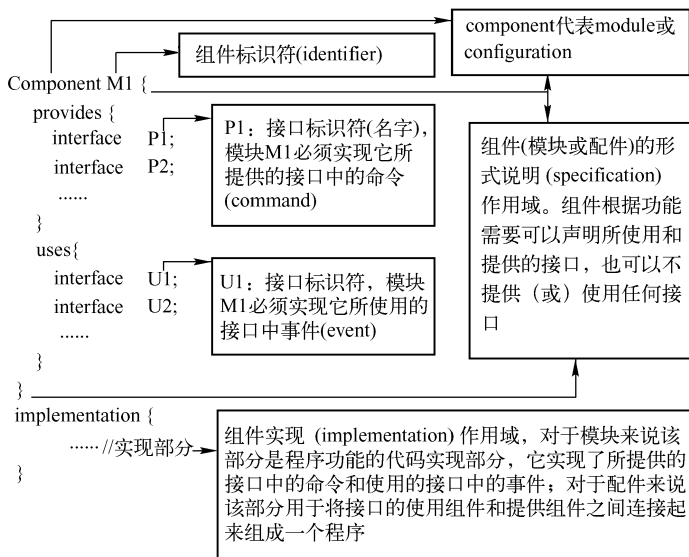 component代表module或
configuration
组件标识符(identifier)
Component M1 {
provides {
interface P1;
interface P2;
......
}
P1：接口标识符(名字)，
模块M1必须实现它所
提供的接口中的命令
(command)
组件(模块或配件)的形
式说明 (specification)
作用域。组件根据功能
需要可以声明所使用和
提供的接口，也可以不
提供（或）使用任何接
口
uses{
interface U1;
interface U2;
......
}
U1：接口标识符，模块
M1必须实现它所使用的
接口中事件(event)
}
implementation {
...... //实现部分
}
组件实现 (implementation) 作用域，对于模块来说该
部分是程序功能的代码实现部分，它实现了所提供的
接口中的命令和使用的接口中的事件；对于配件来说
该部分用于将接口的使用组件和提供组件之间连接起
来组成一个程序